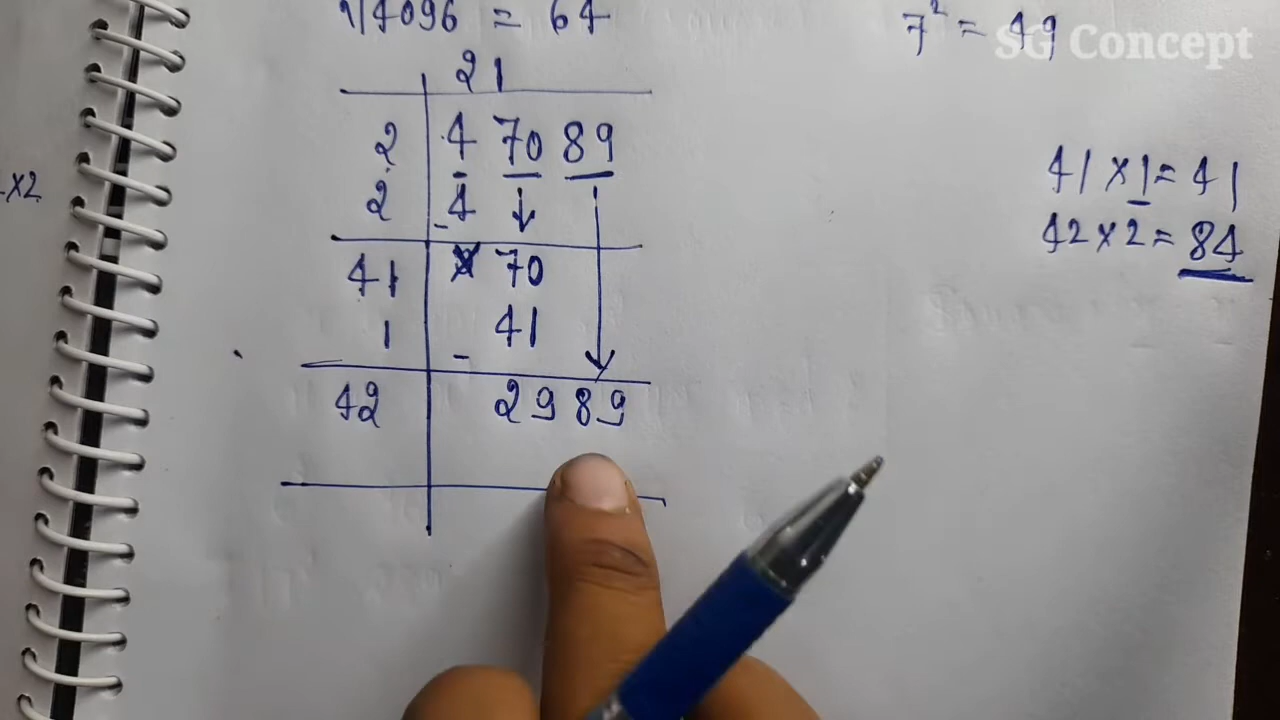 √4096 = 64
7² = 49
SG Concept
21
2 4 70 89
×2
2 - 4
41 × 1 = 41
42 × 2 = 84
41 70
1 - 41
42 2989